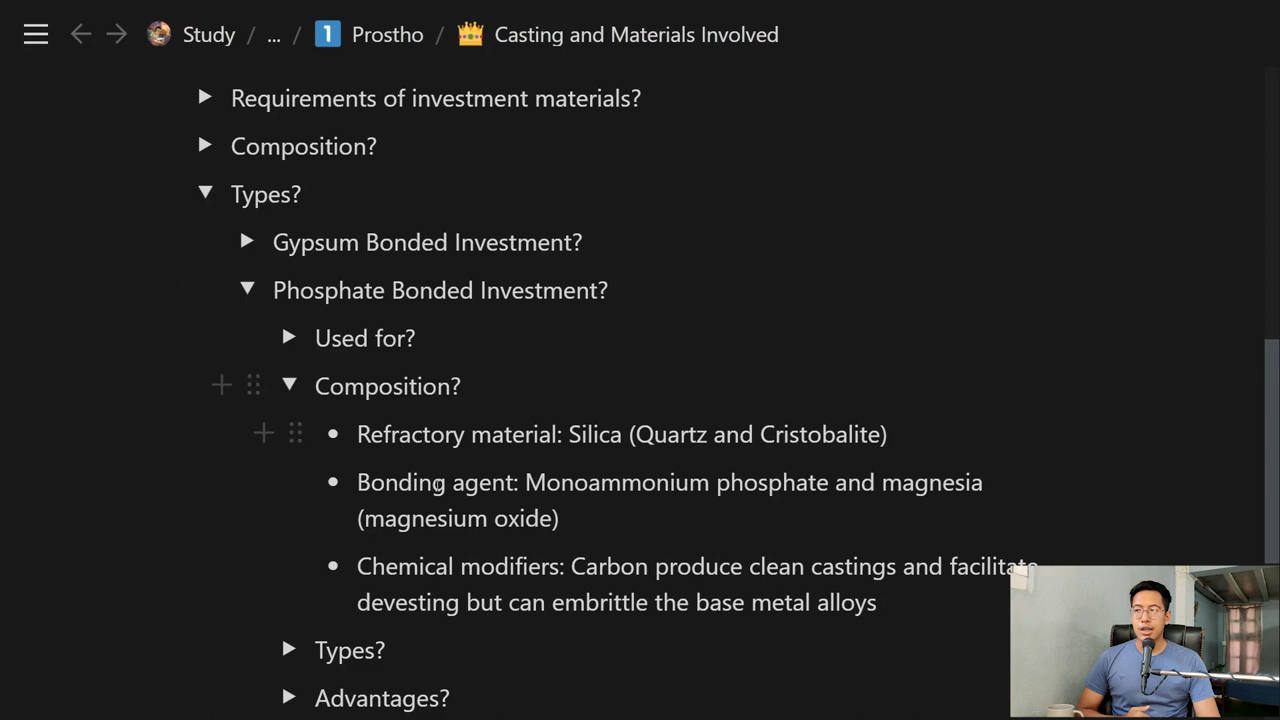 Study / ... / 1 Prostho / Casting and Materials Involved
Requirements of investment materials?
Composition?
Types?
Gypsum Bonded Investment?
Phosphate Bonded Investment?
Used for?
Composition?
Refractory material: Silica (Quartz and Cristobalite)
Bonding agent: Monoammonium phosphate and magnesia
(magnesium oxide)
Chemical modifiers: Carbon produce clean castings and facilitate
devesting but can embrittle the base metal alloys
Types?
Advantages?